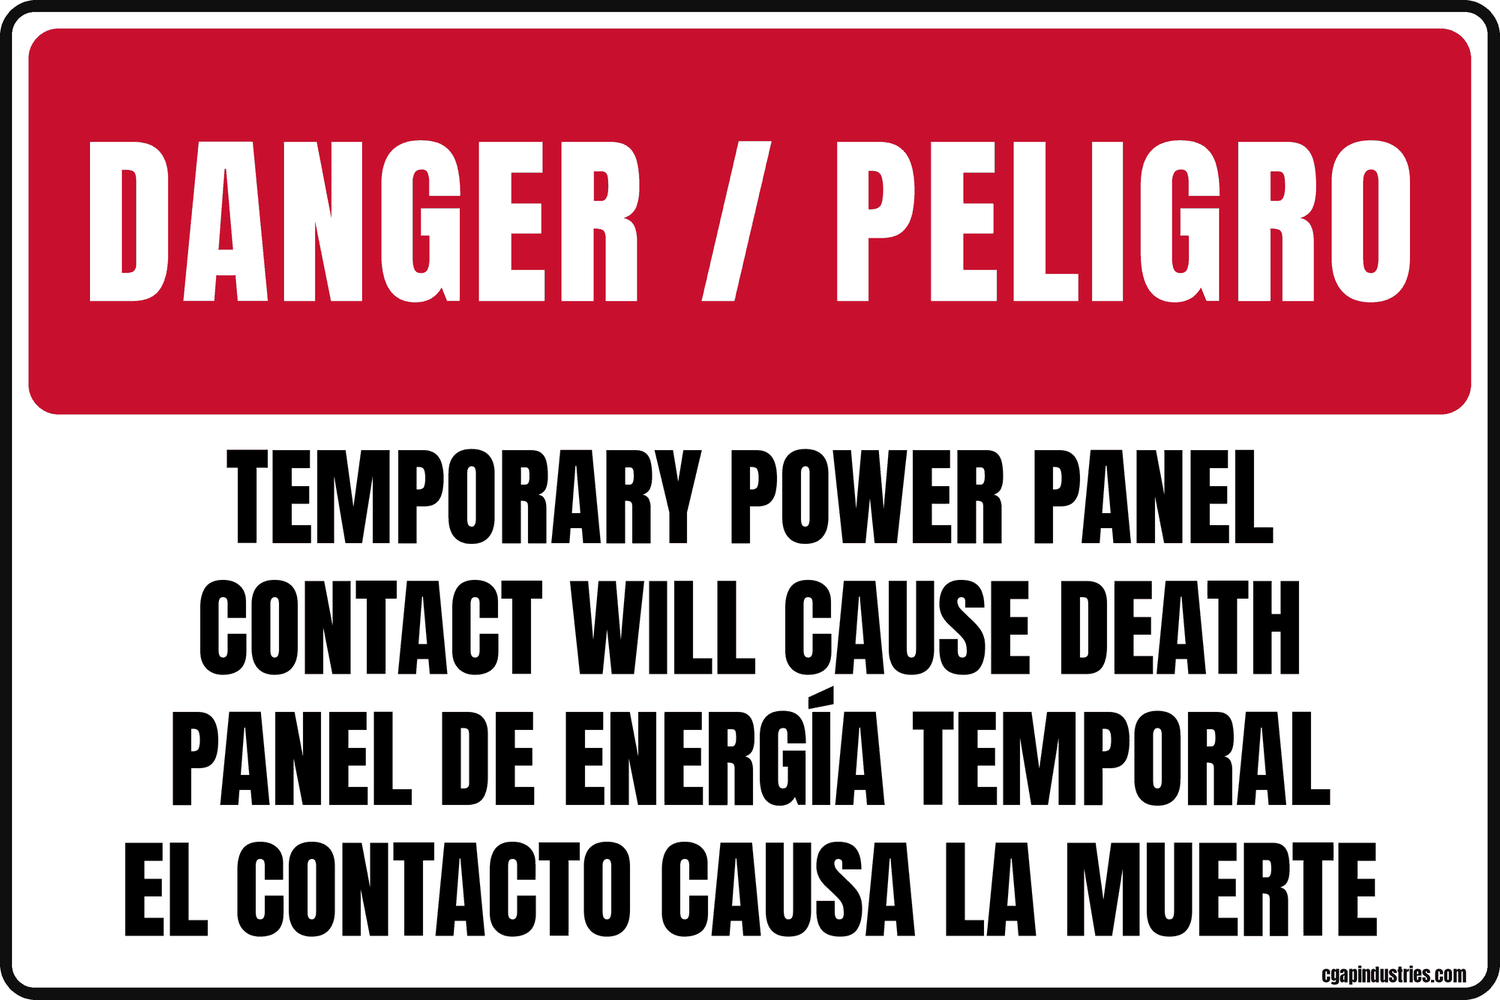 DANGER / PELIGRO
TEMPORARY POWER PANEL
CONTACT WILL CAUSE DEATH
PANEL DE ENERGÍA TEMPORAL
EL CONTACTO CAUSA LA MUERTE
cgapindustries.com